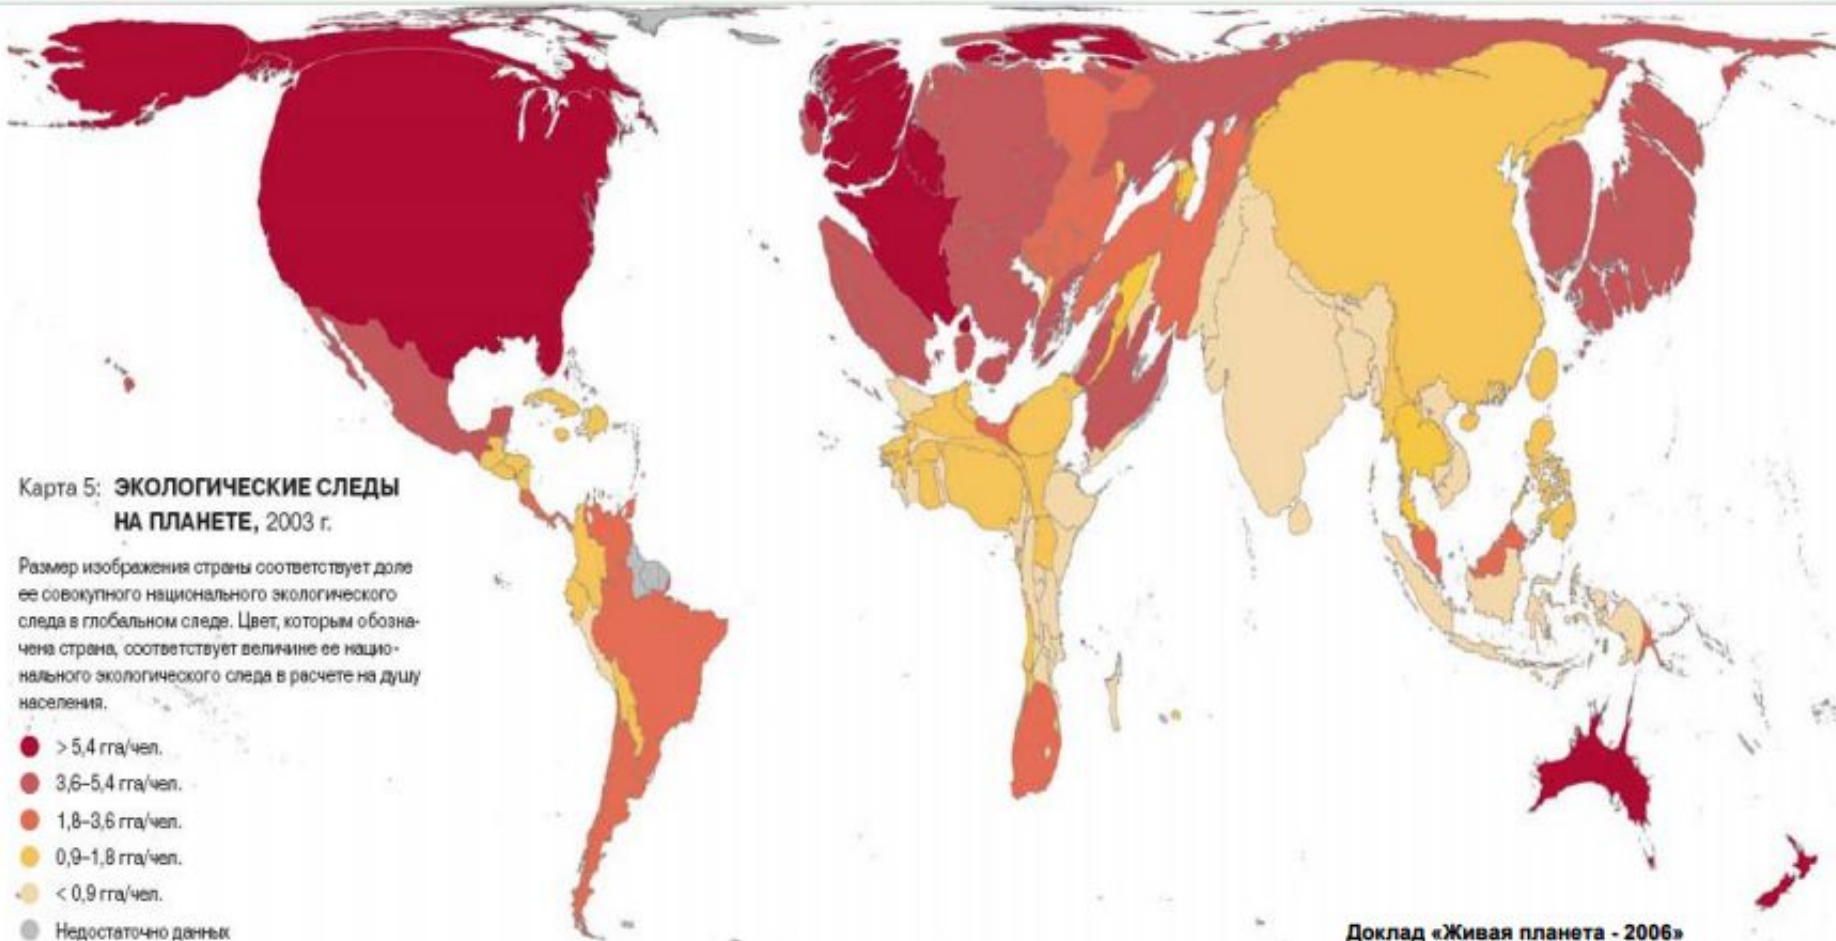 Карта 5: ЭКОЛОГИЧЕСКИЕ СЛЕДЫ
НА ПЛАНЕТЕ, 2003 г.
Размер изображения страны соответствует доле
ее совокупного национального экологического
следа в глобальном следе. Цвет, которым обозна-
чена страна, соответствует величине ее нацио-
нального экологического следа в расчете на душу
населения.
> 5,4 гга/чел.
3,6–5,4 гга/чел.
1,8–3,6 гга/чел.
0,9–1,8 гга/чел.
< 0,9 гга/чел.
Недостаточно данных
Доклад «Живая планета - 2006»